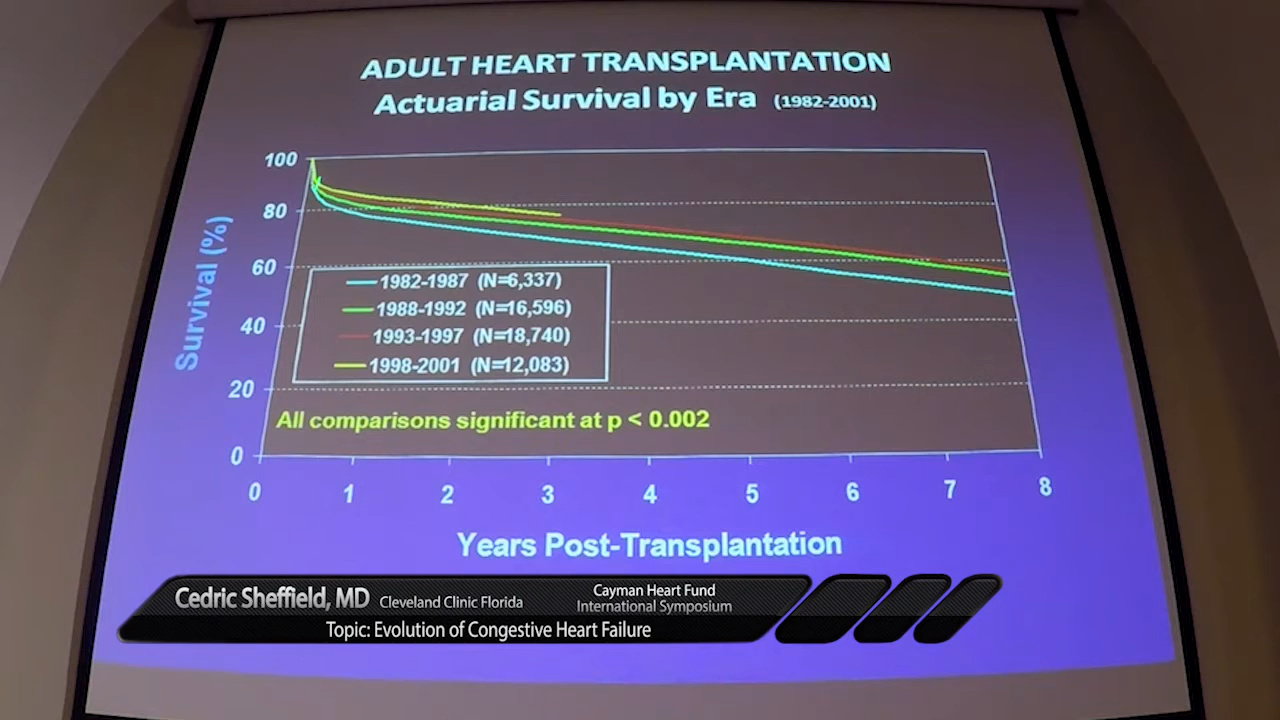 ADULT HEART TRANSPLANTATION
Actuarial Survival by Era (1982-2001)
100
80
60
40
20
0
Survival (%)
1982-1987 (N=6,337)
1988-1992 (N=16,596)
1993-1997 (N=18,740)
1998-2001 (N=12,083)
All comparisons significant at p < 0.002
0 1 2 3 4 5 6 7 8
Years Post-Transplantation
Cedric Sheffield, MD Cleveland Clinic Florida
Cayman Heart Fund
International Symposium
Topic: Evolution of Congestive Heart Failure